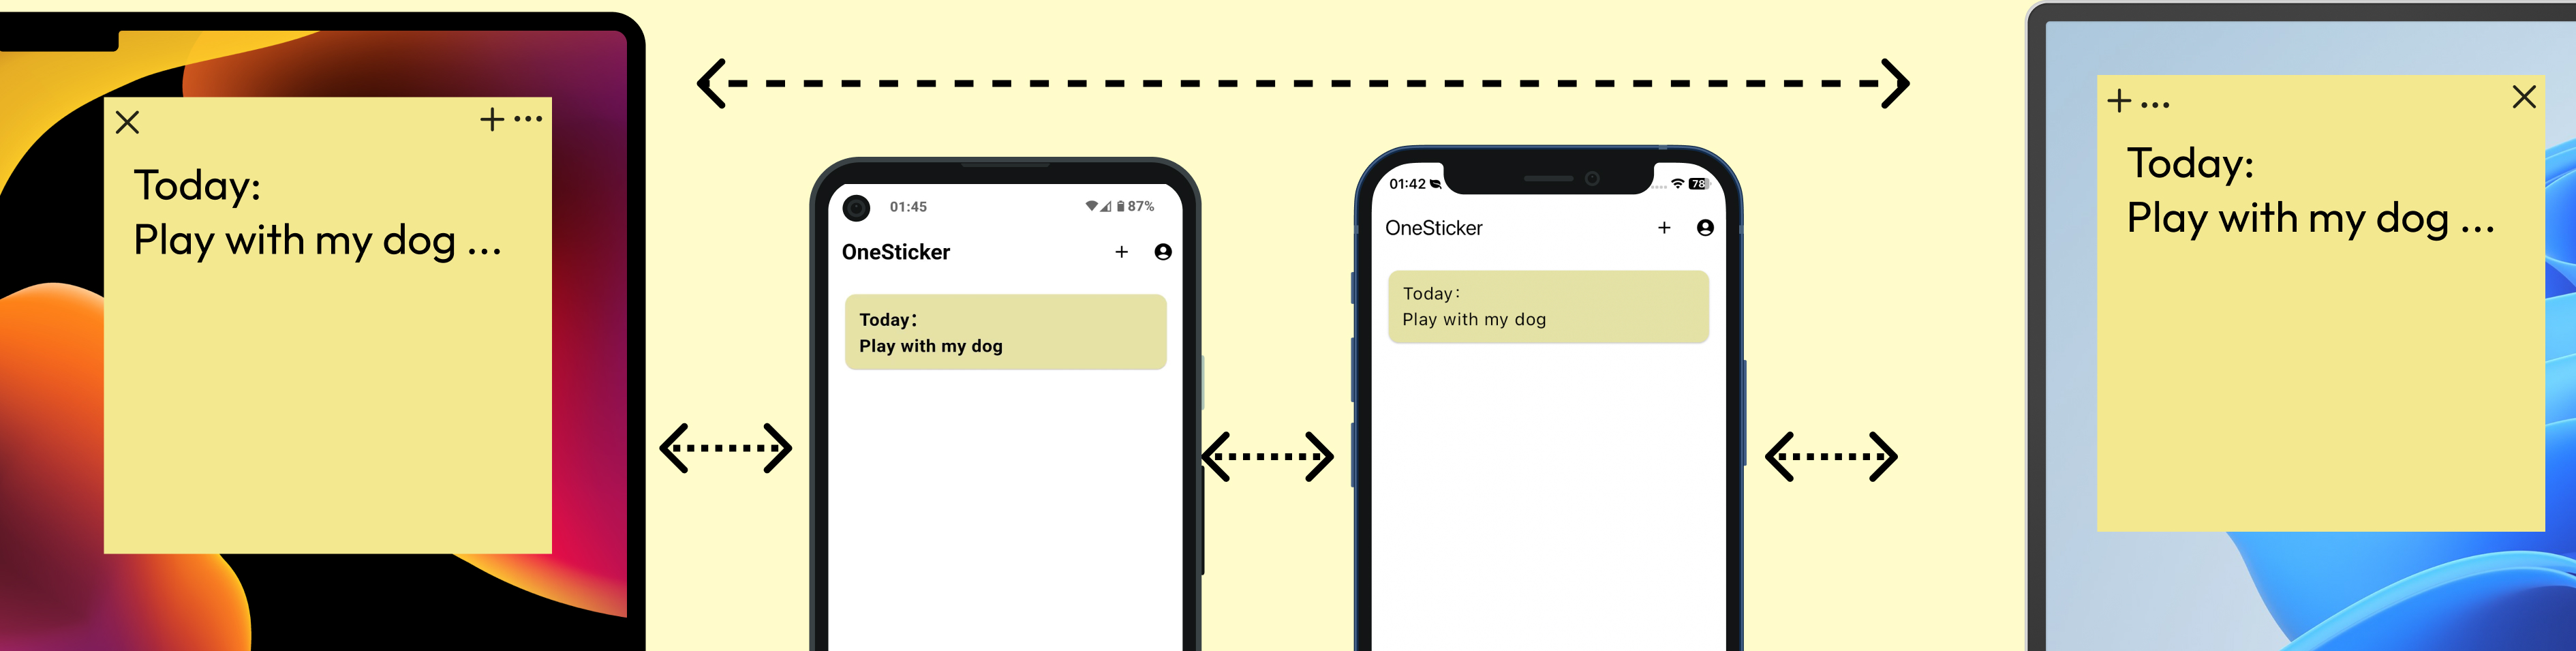 Today:
Play with my dog ...
01:45
87%
OneSticker
Today：
Play with my dog
01:42
78
OneSticker
Today：
Play with my dog
Today:
Play with my dog ...